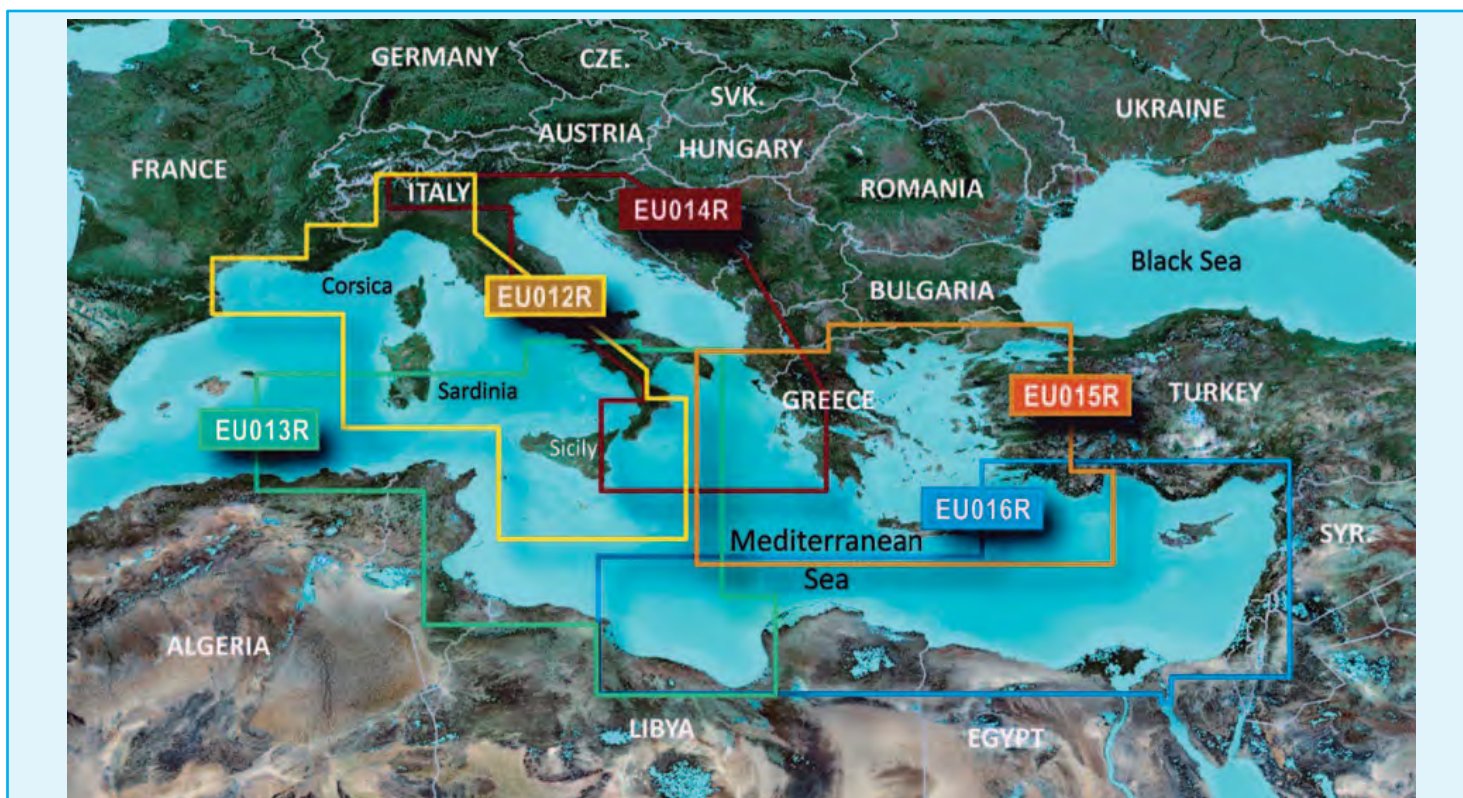 GERMANY
CZE.
SVK.
UKRAINE
AUSTRIA
HUNGARY
FRANCE
ITALY
ROMANIA
EU014R
Black Sea
Corsica
EU012R
BULGARIA
Sardinia
GREECE
EU015R
TURKEY
EU013R
Sicily
EU016R
Mediterranean
Sea
SYR.
ALGERIA
LIBYA
EGYPT